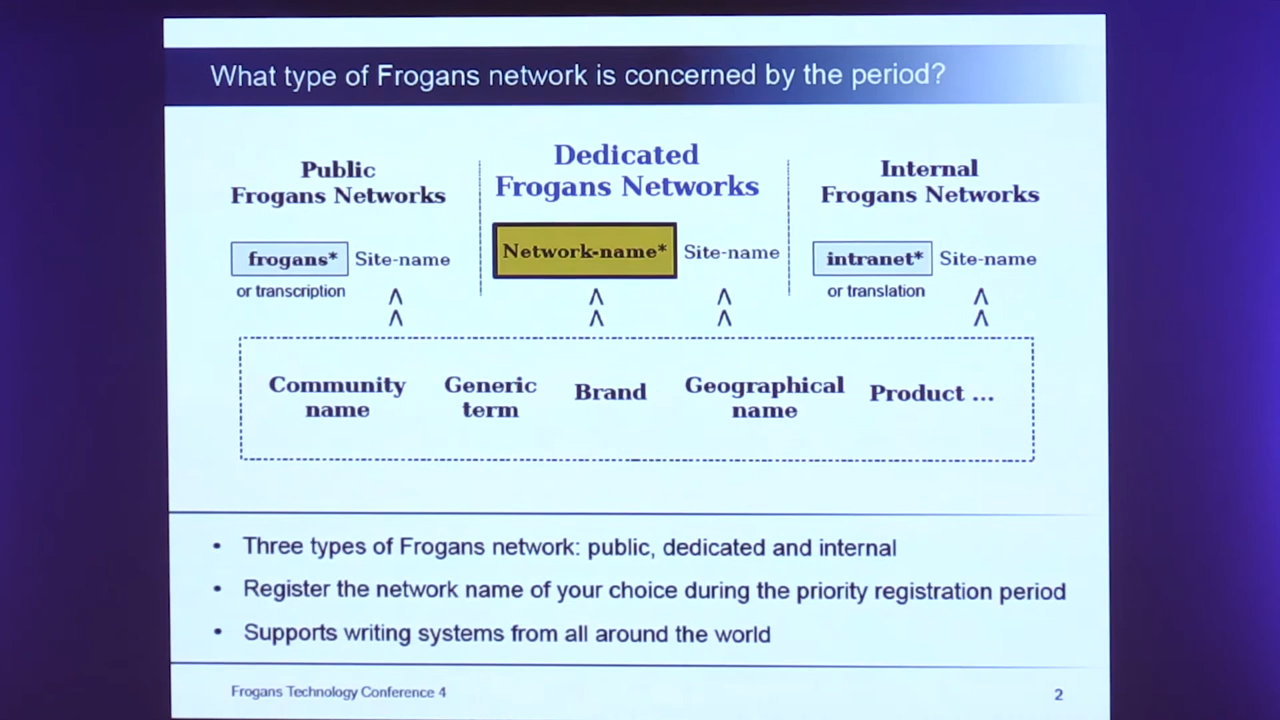 What type of Frogans network is concerned by the period?
Public
Frogans Networks
frogans* Site-name
or transcription
Dedicated
Frogans Networks
Network-name* Site-name
Internal
Frogans Networks
intranet* Site-name
or translation
Community
name
Generic
term
Brand
Geographical
name
Product ...
• Three types of Frogans network: public, dedicated and internal
• Register the network name of your choice during the priority registration period
• Supports writing systems from all around the world
Frogans Technology Conference 4
2